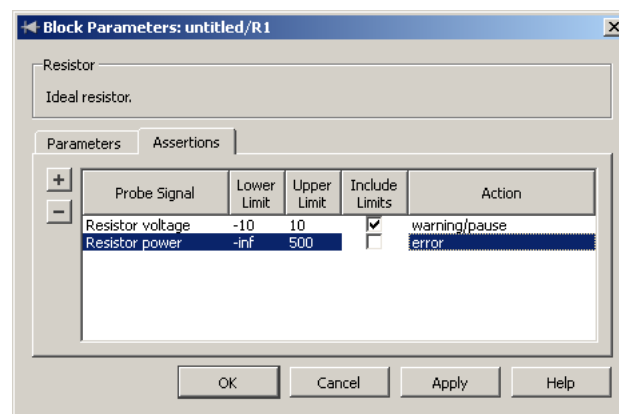 Block Parameters: untitled/R1
Resistor
Ideal resistor.
Parameters Assertions
+
−
Probe Signal Lower Limit Upper Limit Include Limits Action
Resistor voltage -10 10 warning/pause
Resistor power -inf 500 error
OK Cancel Apply Help